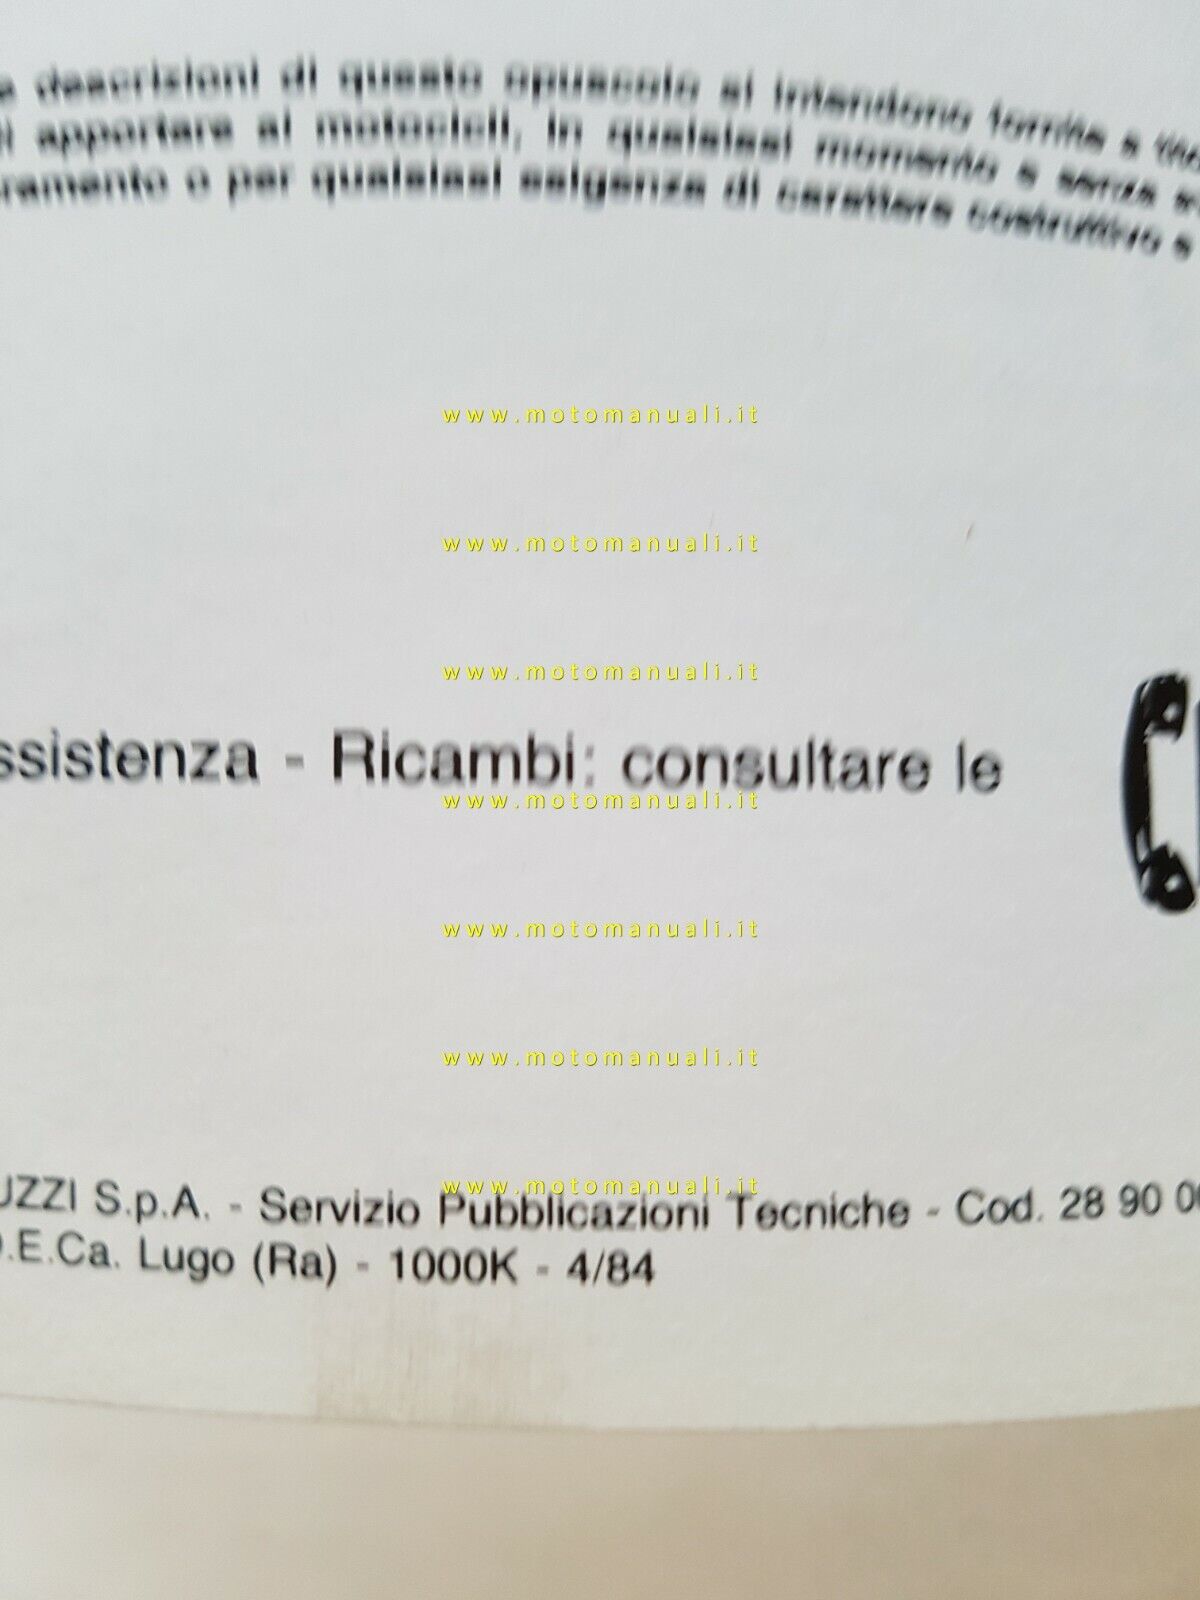 descrizioni di questo opuscolo si intendono fornite a
apportare ai motocicli, in qualsiasi momento e senza
ramento o per qualsiasi esigenza di carattere costruttivo e
www.motomanuali.it
www.motomanuali.it
www.motomanuali.it
ssistenza - Ricambi: consultare le
www.motomanuali.it
www.motomanuali.it
www.motomanuali.it
www.motomanuali.it
UZZI S.p.A. - Servizio Pubblicazioni Tecniche - Cod. 28 90 00
.E.Ca. Lugo (Ra) - 1000K - 4/84